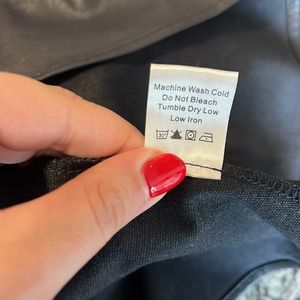 Machine Wash Cold
Do Not Bleach
Tumble Dry Low
Low Iron